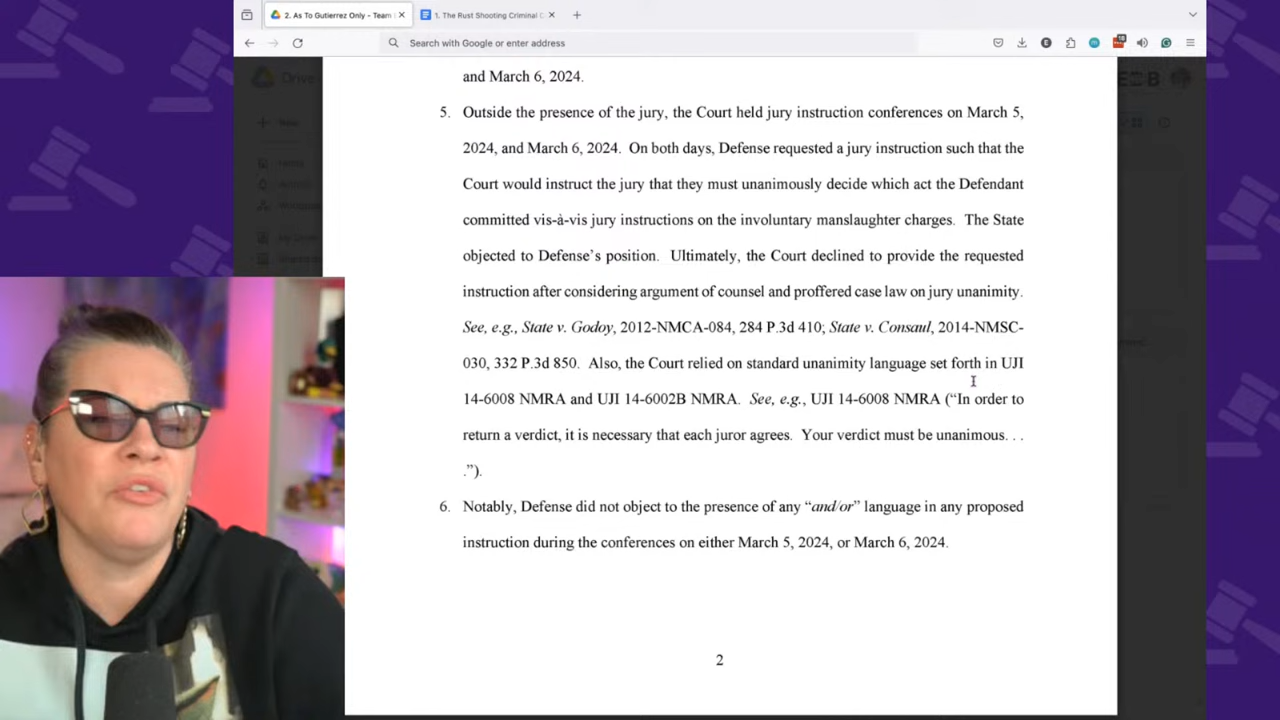 2. As To Gutierrez Only - Team
1. The Rust Shooting Criminal C
Search with Google or enter address
Drive
and March 6, 2024.
5. Outside the presence of the jury, the Court held jury instruction conferences on March 5,
2024, and March 6, 2024. On both days, Defense requested a jury instruction such that the
Court would instruct the jury that they must unanimously decide which act the Defendant
committed vis-à-vis jury instructions on the involuntary manslaughter charges. The State
objected to Defense's position. Ultimately, the Court declined to provide the requested
instruction after considering argument of counsel and proffered case law on jury unanimity.
See, e.g., State v. Godoy, 2012-NMCA-084, 284 P.3d 410; State v. Consaul, 2014-NMSC-
030, 332 P.3d 850. Also, the Court relied on standard unanimity language set forth in UJI
14-6008 NMRA and UJI 14-6002B NMRA. See, e.g., UJI 14-6008 NMRA (“In order to
return a verdict, it is necessary that each juror agrees. Your verdict must be unanimous. . .
.”).
6. Notably, Defense did not object to the presence of any “and/or” language in any proposed
instruction during the conferences on either March 5, 2024, or March 6, 2024.
2